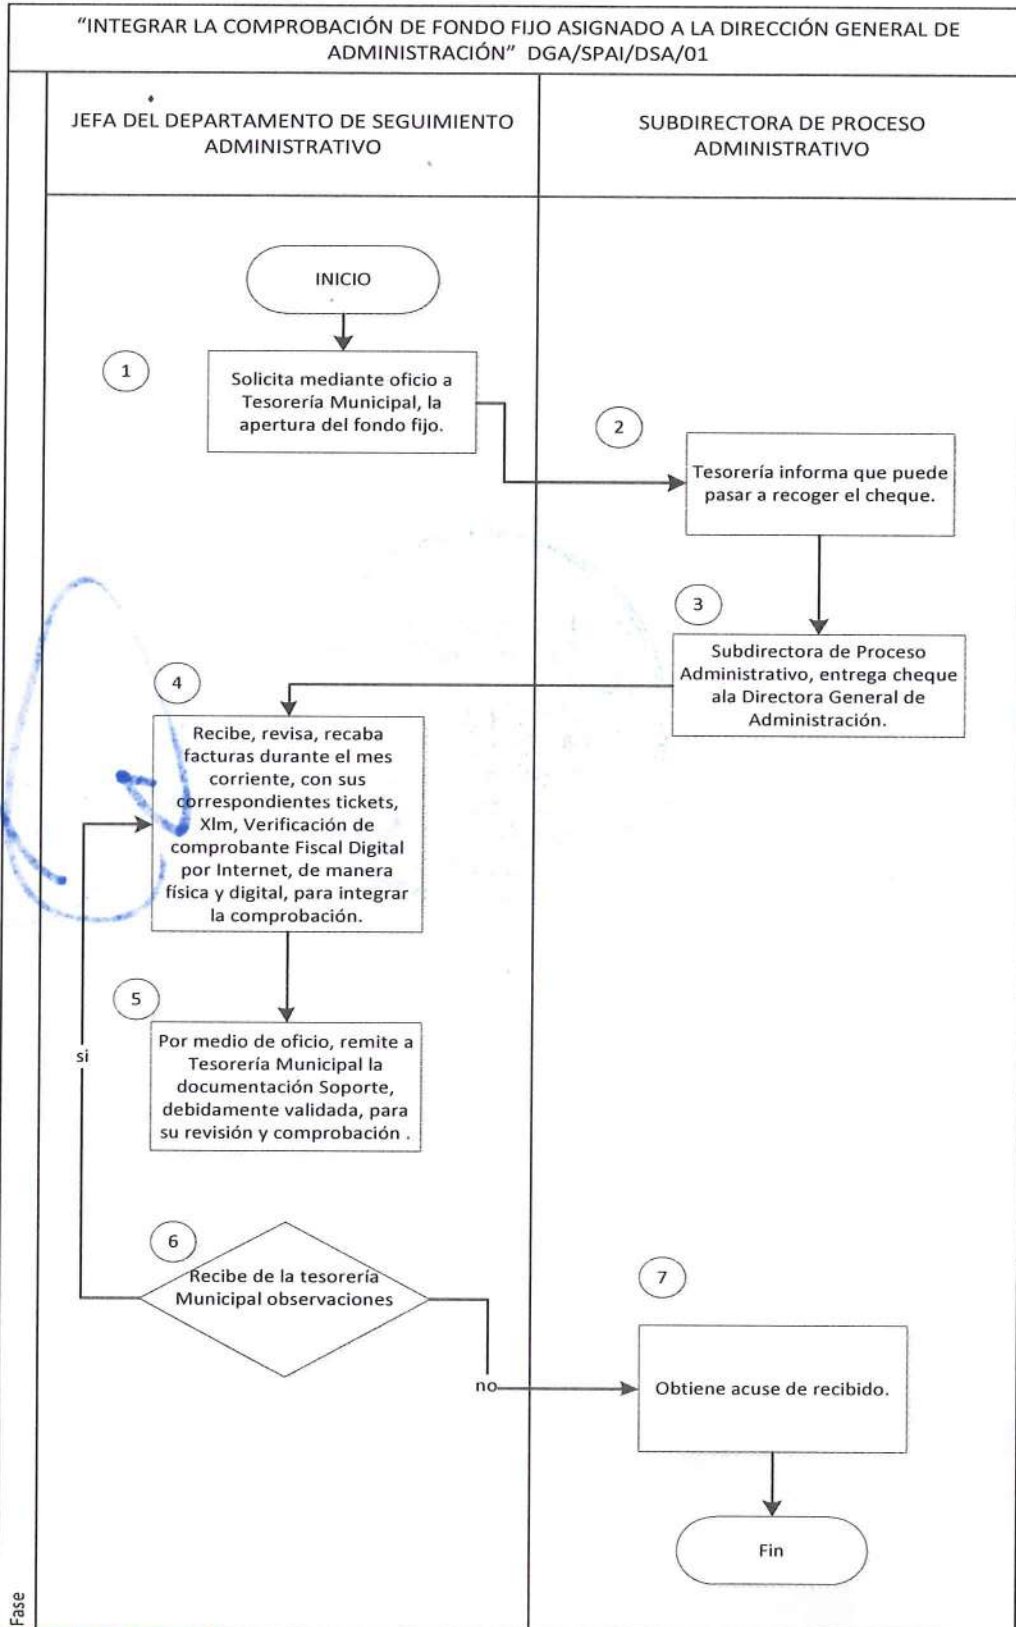 "INTEGRAR LA COMPROBACIÓN DE FONDO FIJO ASIGNADO A LA DIRECCIÓN GENERAL DE
ADMINISTRACIÓN" DGA/SPAI/DSA/01
JEFA DEL DEPARTAMENTO DE SEGUIMIENTO
ADMINISTRATIVO
SUBDIRECTORA DE PROCESO
ADMINISTRATIVO
INICIO
1
Solicita mediante oficio a
Tesorería Municipal, la
apertura del fondo fijo.
2
Tesorería informa que puede
pasar a recoger el cheque.
3
Subdirectora de Proceso
Administrativo, entrega cheque
ala Directora General de
Administración.
4
Recibe, revisa, recaba
facturas durante el mes
corriente, con sus
correspondientes tickets,
Xlm, Verificación de
comprobante Fiscal Digital
por Internet, de manera
física y digital, para integrar
la comprobación.
5
Por medio de oficio, remite a
Tesorería Municipal la
documentación Soporte,
debidamente validada, para
su revisión y comprobación .
si
6
Recibe de la tesorería
Municipal observaciones
no
7
Obtiene acuse de recibido.
Fin
Fase